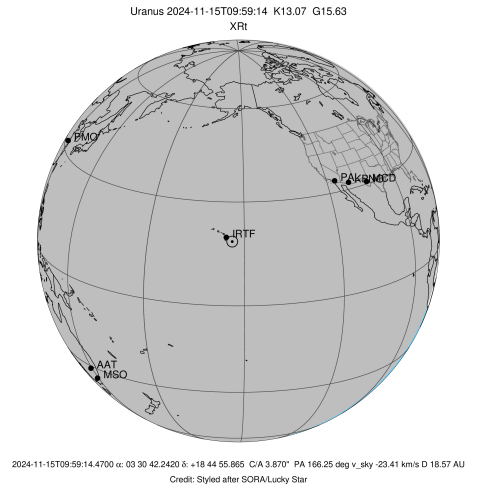 Uranus 2024-11-15T09:59:14  K13.07  G15.63
XRt
PMO
PAL
MCD
IRTF
AAT
MSO
2024-11-15T09:59:14.4700 α: 03 30 42.2420 δ: +18 44 55.865  C/A 3.870"  PA 166.25 deg v_sky -23.41 km/s D 18.57 AU
Credit: Styled after SORA/Lucky Star